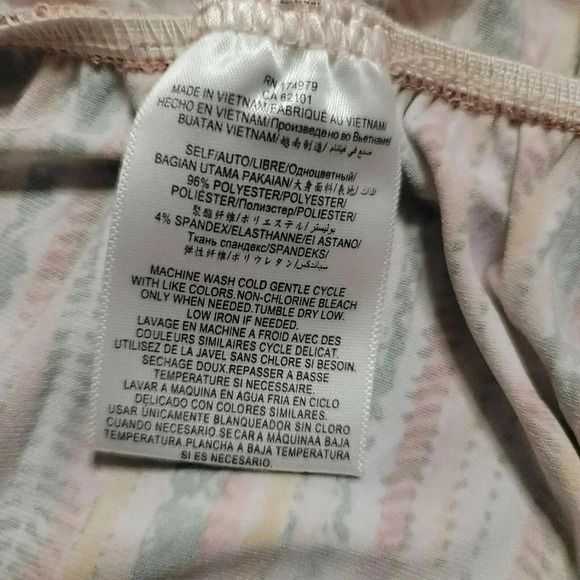 RN 174979
CA 62101
MADE IN VIETNAM/FABRIQUÉ AU VIETNAM/
HECHO EN VIETNAM/Произведено во Вьетнаме/
BUATAN VIETNAM/越南制造/صنع في فيتنام
SELF/AUTO/LIBRE/Одноцветный/
BAGIAN UTAMA PAKAIAN/大身面料/表地/الذات
96% POLYESTER/POLYESTER/
POLIÉSTER/Полиэстер/POLIESTER/
聚酯纤维/ポリエステル/بوليستر
4% SPANDEX/ELASTHANNE/El ASTANO/
Ткань спандекс/SPANDEKS/
弹性纤维/ポリウレタン/سباندكس
MACHINE WASH COLD GENTLE CYCLE
WITH LIKE COLORS.NON-CHLORINE BLEACH
ONLY WHEN NEEDED.TUMBLE DRY LOW.
LOW IRON IF NEEDED.
LAVAGE EN MACHINE A FROID AVEC DES
COULEURS SIMILAIRES CYCLE DELICAT.
UTILISEZ DE LA JAVEL SANS CHLORE SI BESOIN.
SECHAGE DOUX.REPASSER A BASSE
TEMPERATURE SI NECESSAIRE.
LAVAR A MAQUINA EN AGUA FRIA EN CICLO
DELICADO CON COLORES SIMILARES.
USAR ÚNICAMENTE BLANQUEADOR SIN CLORO
CUANDO NECESARIO.SECAR A MÁQUINAA BAJA
TEMPERATURA.PLANCHA A BAJA TEMPERATURA
SI ES NECESARIO.